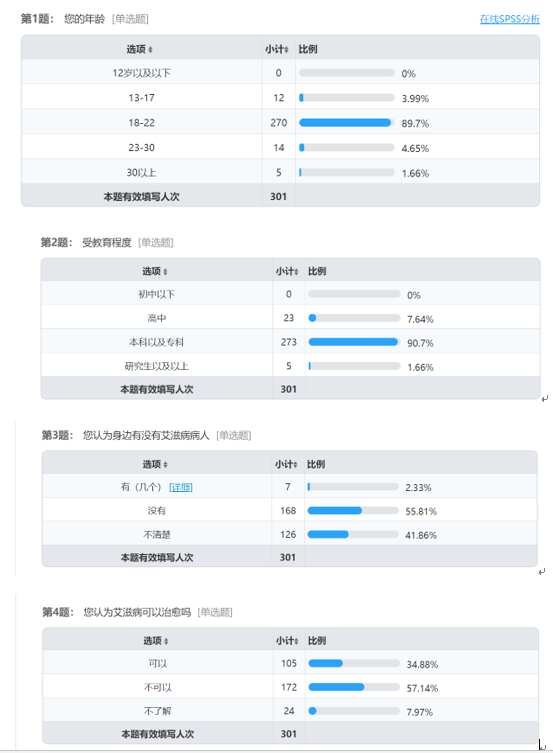 第1题： 您的年龄 [单选题] 在线SPSS分析
选项 小计 比例
12岁以及以下 0 0%
13-17 12 3.99%
18-22 270 89.7%
23-30 14 4.65%
30以上 5 1.66%
本题有效填写人次 301
第2题： 受教育程度 [单选题]
选项 小计 比例
初中以下 0 0%
高中 23 7.64%
本科以及专科 273 90.7%
研究生以及以上 5 1.66%
本题有效填写人次 301
第3题： 您认为身边有没有艾滋病病人 [单选题]
选项 小计 比例
有（几个） [详细] 7 2.33%
没有 168 55.81%
不清楚 126 41.86%
本题有效填写人次 301
第4题： 您认为艾滋病可以治愈吗 [单选题]
选项 小计 比例
可以 105 34.88%
不可以 172 57.14%
不了解 24 7.97%
本题有效填写人次 301